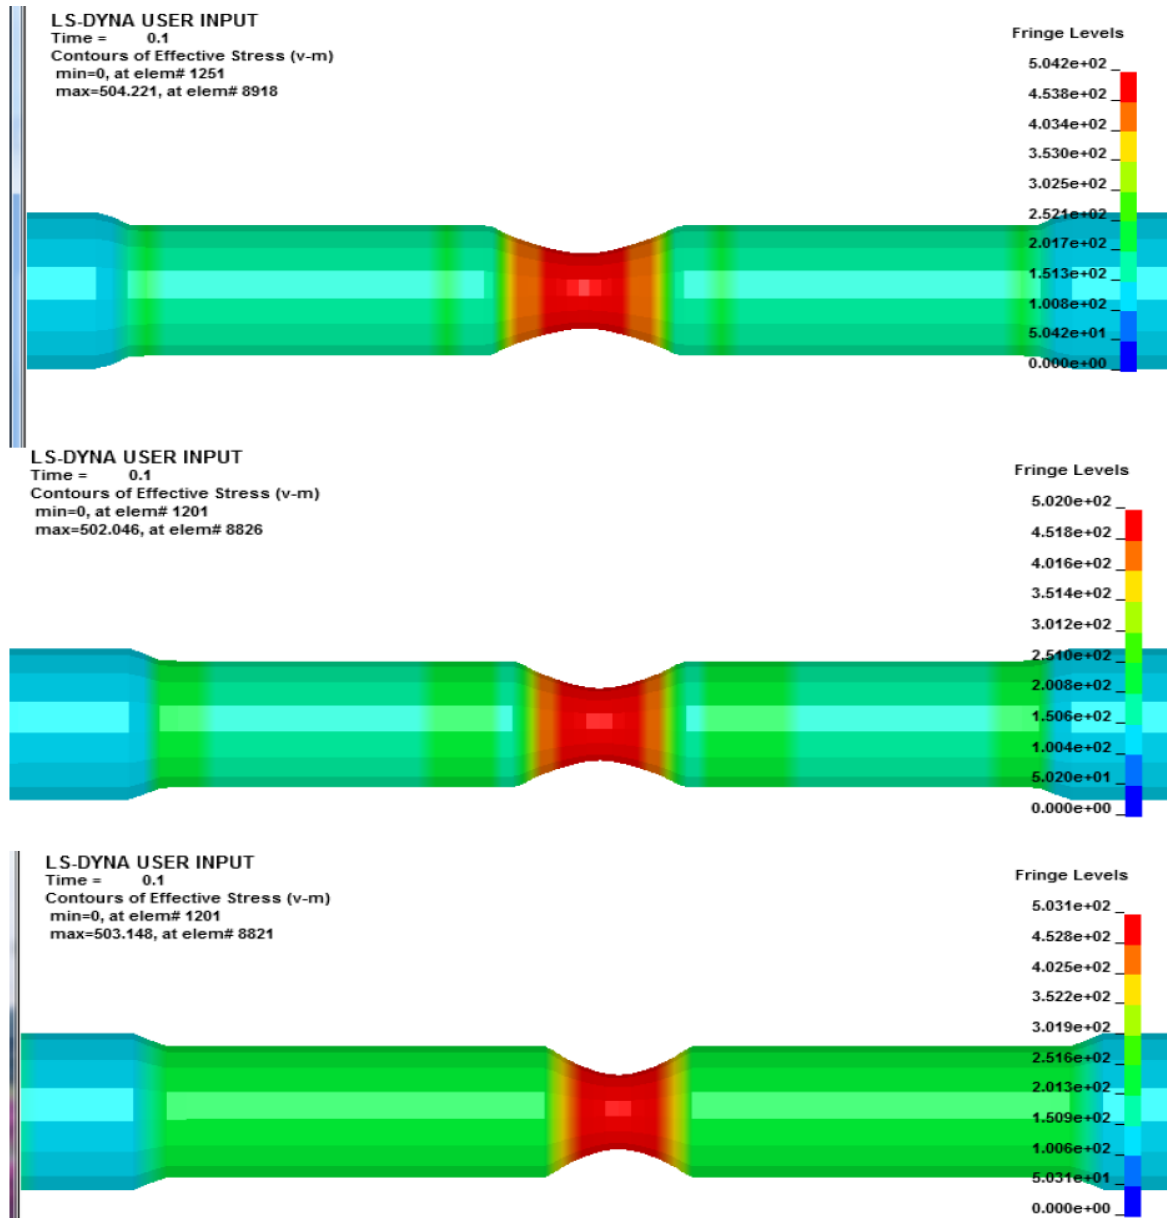 LS-DYNA USER INPUT
Time = 0.1
Contours of Effective Stress (v-m)
min=0, at elem# 1251
max=504.221, at elem# 8918
Fringe Levels
5.042e+02
4.538e+02
4.034e+02
3.530e+02
3.025e+02
2.521e+02
2.017e+02
1.513e+02
1.008e+02
5.042e+01
0.000e+00
LS-DYNA USER INPUT
Time = 0.1
Contours of Effective Stress (v-m)
min=0, at elem# 1201
max=502.046, at elem# 8826
Fringe Levels
5.020e+02
4.518e+02
4.016e+02
3.514e+02
3.012e+02
2.510e+02
2.008e+02
1.506e+02
1.004e+02
5.020e+01
0.000e+00
LS-DYNA USER INPUT
Time = 0.1
Contours of Effective Stress (v-m)
min=0, at elem# 1201
max=503.148, at elem# 8821
Fringe Levels
5.031e+02
4.528e+02
4.025e+02
3.522e+02
3.019e+02
2.516e+02
2.013e+02
1.509e+02
1.006e+02
5.031e+01
0.000e+00